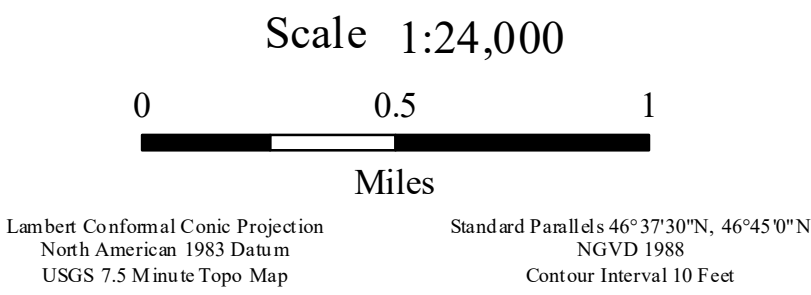 Scale 1:24,000
0 0.5 1
Miles
Lambert Conformal Conic Projection
North American 1983 Datum
USGS 7.5 Minute Topo Map
Standard Parallels 46°37'30"N, 46°45'0"N
NGVD 1988
Contour Interval 10 Feet